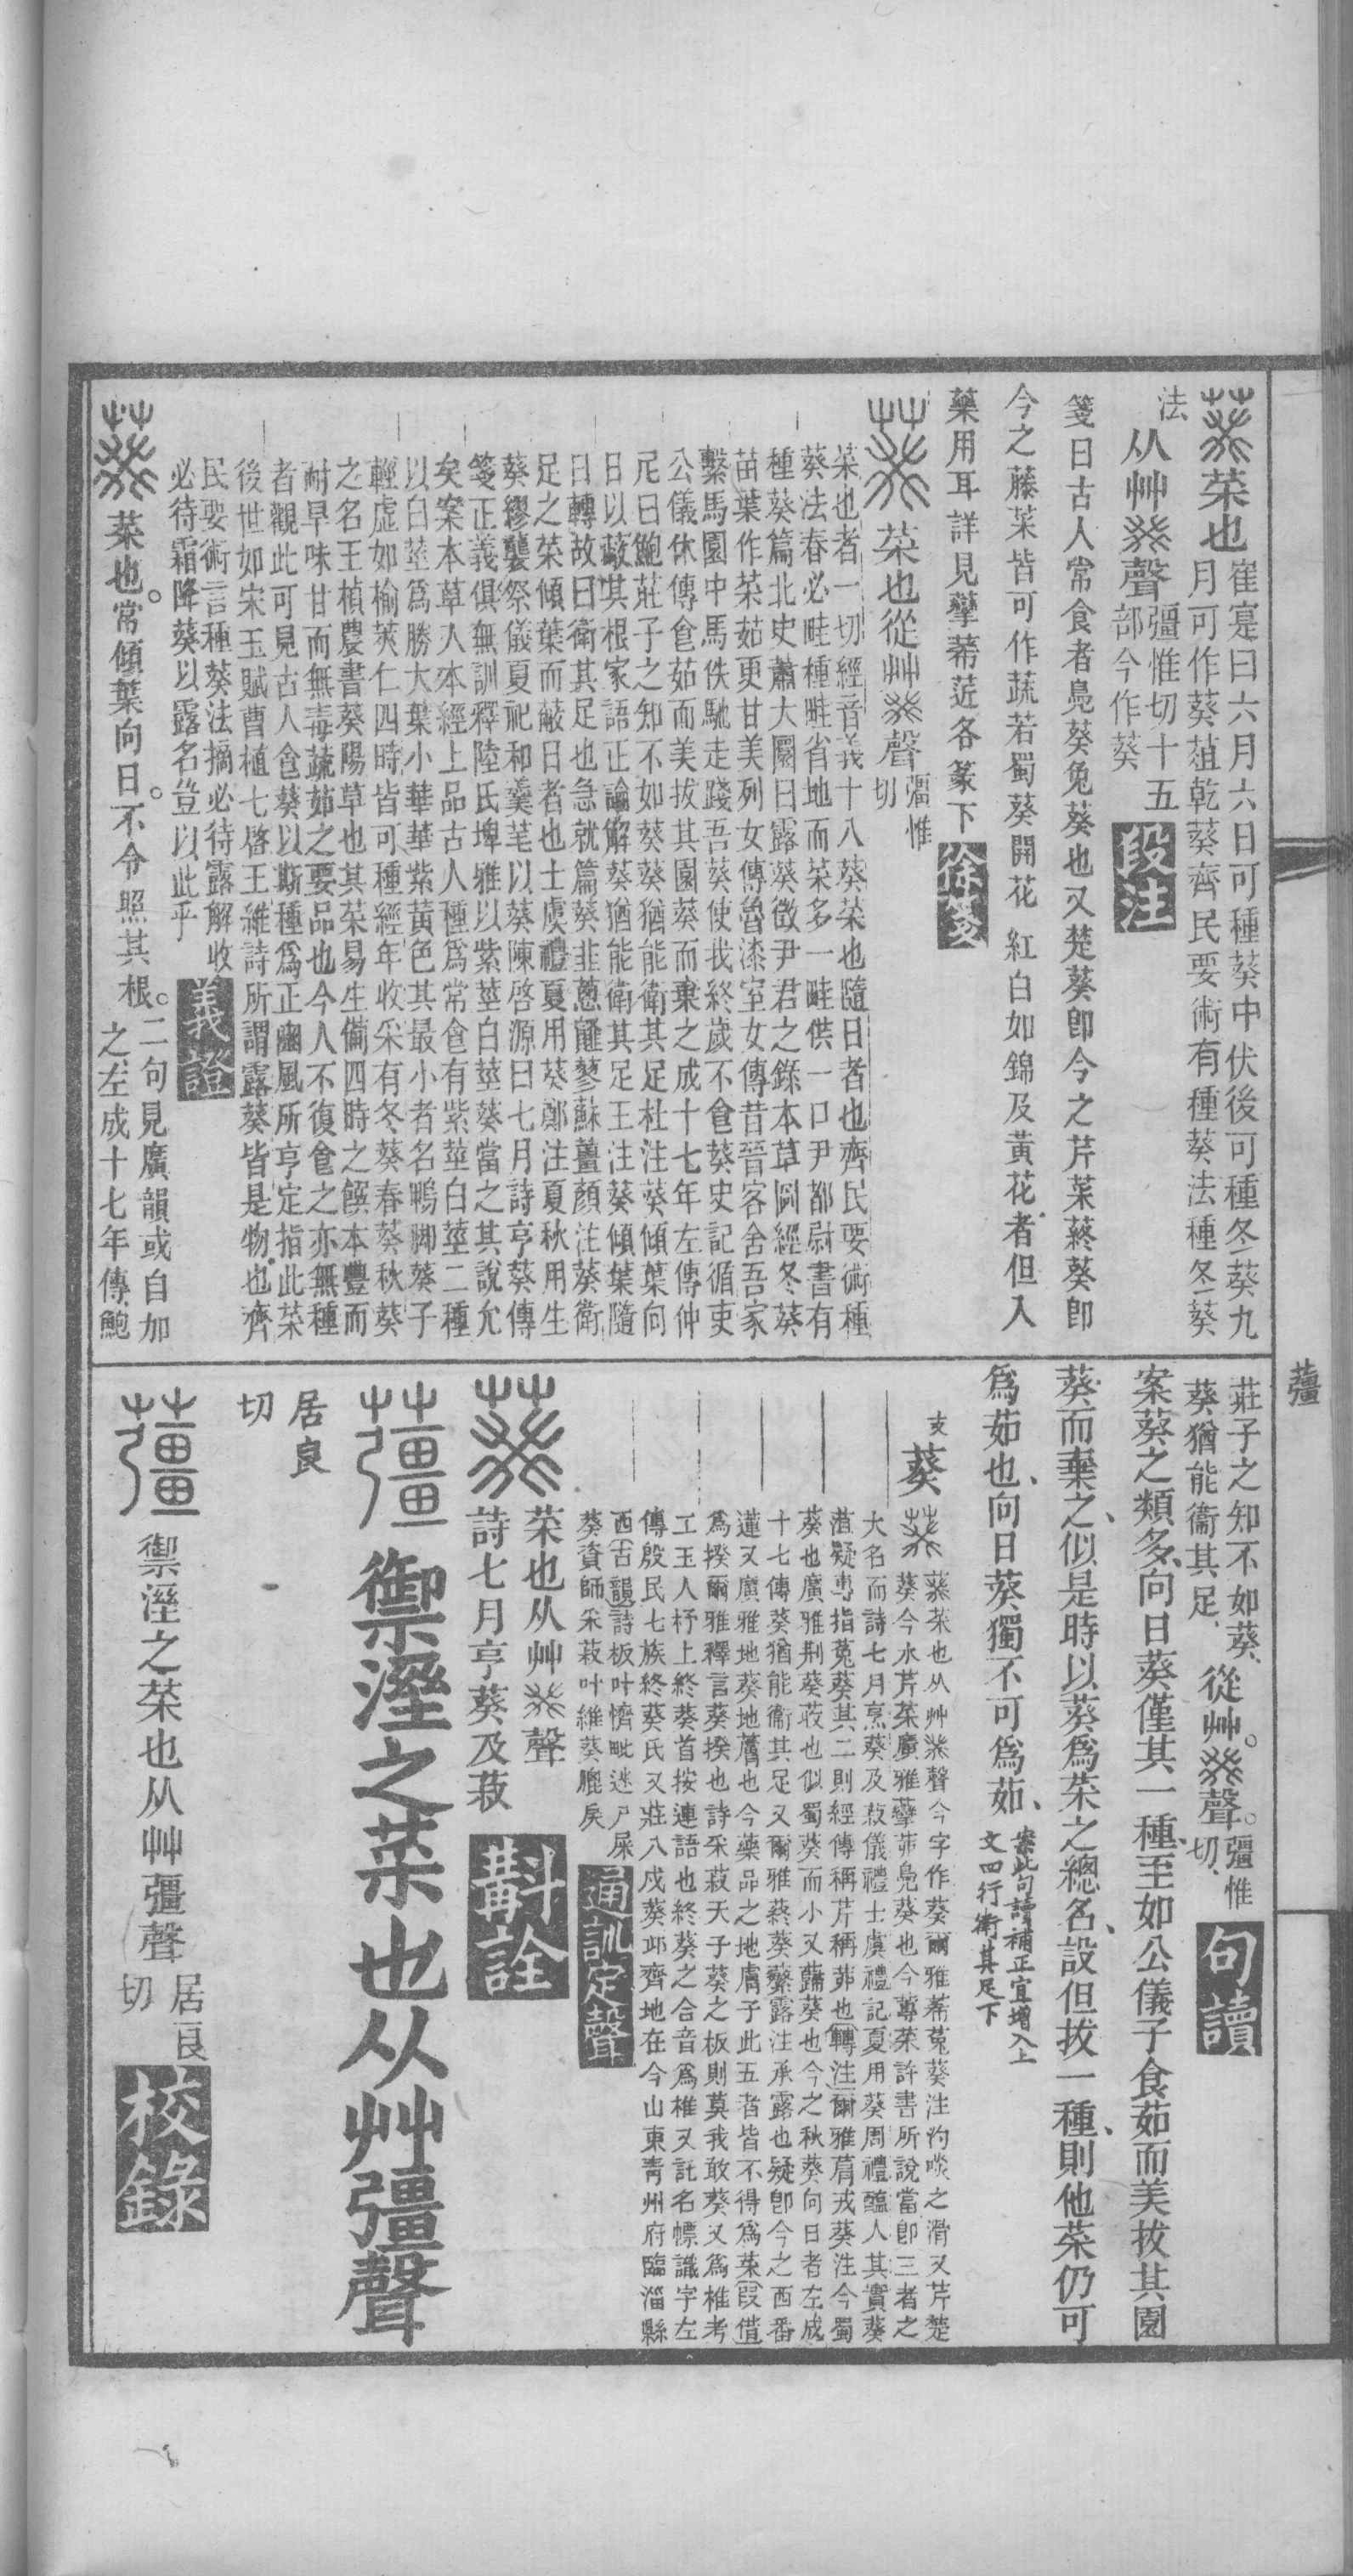 葵菜也崔寔曰六月六日可種葵中伏後可種冬葵九
月可作葵葅乾葵齊民要術有種葵法種冬葵
法从艸癸聲彊惟切十五
部今作葵段注
箋曰古人常食者鳧葵兔葵也又楚葵卽今之芹菜蔠葵卽
今之藤菜皆可作蔬若蜀葵開花紅白如錦及黃花者但入
藥用耳詳見莃茆菦各篆下徐箋
葵菜也從艸癸聲彊惟
切
菜也者一切經音義十八葵菜也隨日者也齊民要術種
葵法春必畦種畦省地而菜多一畦供一口尹都尉書有
種葵篇北史蕭大圜曰露葵徵尹君之錄本草圖經冬葵
苗葉作菜茹更甘美列女傳魯漆室女傳昔晉客舍吾家
繫馬園中馬佚馳走踐吾葵使我終歲不食葵史記循吏
公儀休傳食茹而美拔其園葵而棄之成十七年左傳仲
尼曰鮑莊子之知不如葵葵猶能衛其足杜注葵傾葉向
日以蔽其根家語正論解葵猶能衛其足王注葵傾葉隨
日轉故曰衛其足也急就篇葵韭蔥䪥蓼蘇薑顏注葵衛
足之菜傾葉而蔽日者也士虞禮夏用葵鄭注夏秋用生
葵繆襲祭儀夏祀和羹芼以葵陳啓源曰七月詩亨葵傳
箋正義俱無訓釋陸氏埤雅以紫莖白莖葵當之其說允
矣案本草人本經上品古人種爲常食有紫莖白莖二種
以白莖爲勝大葉小華華紫黃色其最小者名鴨脚葵子
輕虛如榆莢仁四時皆可種經年收采有冬葵春葵秋葵
之名王楨農書葵陽草也其菜易生備四時之饌本豐而
耐旱味甘而無毒蔬茹之要品也今人不復食之亦無種
者觀此可見古人食葵以斯種爲正豳風所亨定指此菜
後世如宋玉賦曹植七啓王維詩所謂露葵皆是物也齊
民要術言種葵法摘必待露解收
必待霜降葵以露名豈以此乎義證
葵菜也常傾葉向日不令照其根二句見廣韻或自加
之左成十七年傳鮑
莊子之知不如葵
葵猶能衞其足從艸癸聲彊惟
切句讀
案葵之類多向日葵僅其一種至如公儀子食茹而美拔其園
葵而棄之似是時以葵爲菜之總名設但拔一種則他菜仍可
爲茹也向日葵獨不可爲茹案此句讀補正宜增入上
文四行衛其足下
葵葵菜也从艸癸聲今字作葵爾雅莃菟葵注汋啖之滑又芹楚
葵今水芹菜廣雅茆鳧葵也今蓴菜許書所說當卽三者之
大名而詩七月烹葵及菽儀禮士虞禮記夏用葵周禮醢人其實葵
葅疑專指菟葵其二則經傳稱芹稱茆也轉注爾雅菺戎葵注今蜀
葵也廣雅荆葵荍也似蜀葵而小又蘬葵也今之秋葵向日者左成
十七傳葵猶能衞其足又爾雅蔠葵蘩露注承露也疑卽今之西番
蓮又廣雅地葵地膚也今藥品之地膚子此五者皆不得爲菜叚借
爲揆爾雅釋言葵揆也詩采菽天子葵之板則莫我敢葵又爲椎考
工玉人杼上終葵首按連語也終葵之合音爲椎又託名幖識字左
傳殷民七族終葵氏又莊八戍葵邱齊地在今山東青州府臨淄縣
西古韻詩板叶懠毗迷尸屎
葵資師采菽叶維葵膍戾通訓定聲
葵菜也从艸癸聲
詩七月亨葵及菽斠詮
薑禦溼之菜也从艸彊聲
居良
切
薑禦溼之菜也从艸彊聲居良
切校錄
薑